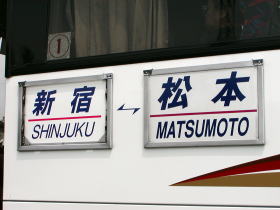 1
新宿
SHINJUKU
松本
MATSUMOTO